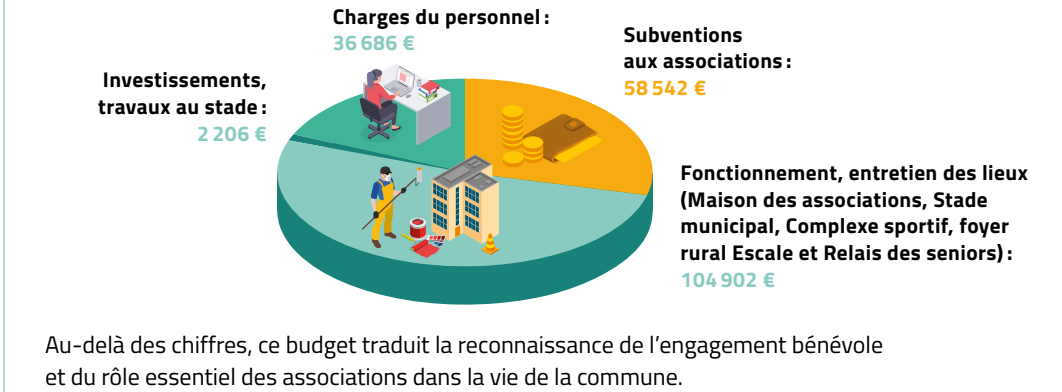 Charges du personnel :
36 686 €
Subventions
aux associations :
58 542 €
Investissements,
travaux au stade :
2 206 €
Fonctionnement, entretien des lieux
(Maison des associations, Stade
municipal, Complexe sportif, foyer
rural Escale et Relais des seniors) :
104 902 €
Au-delà des chiffres, ce budget traduit la reconnaissance de l’engagement bénévole
et du rôle essentiel des associations dans la vie de la commune.